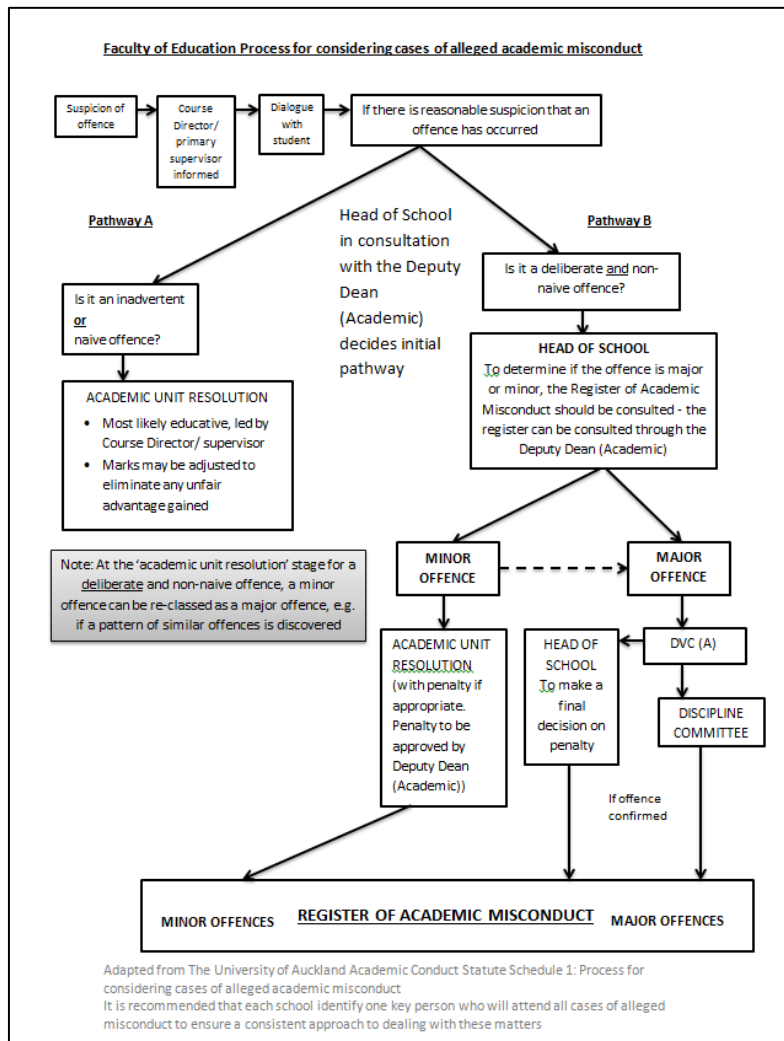 Faculty of Education Process for considering cases of alleged academic misconduct
Suspicion of
offence
Course
Director/
primary
supervisor
informed
Dialogue
with
student
If there is reasonable suspicion that an
offence has occurred
Pathway A
Head of School
in consultation
with the Deputy
Dean
(Academic)
decides initial
pathway
Pathway B
Is it an inadvertent
or
naive offence?
Is it a deliberate and non-
naive offence?
ACADEMIC UNIT RESOLUTION
• Most likely educative, led by
Course Director/ supervisor
• Marks may be adjusted to
eliminate any unfair
advantage gained
HEAD OF SCHOOL
To determine if the offence is major
or minor, the Register of Academic
Misconduct should be consulted - the
register can be consulted through the
Deputy Dean (Academic)
Note: At the 'academic unit resolution' stage for a
deliberate and non-naive offence, a minor
offence can be re-classed as a major offence, e.g.
if a pattern of similar offences is discovered
MINOR
OFFENCE
MAJOR
OFFENCE
ACADEMIC UNIT
RESOLUTION
(with penalty if
appropriate.
Penalty to be
approved by
Deputy Dean
(Academic))
HEAD OF
SCHOOL
To make a
final
decision on
penalty
DVC (A)
DISCIPLINE
COMMITTEE
If offence
confirmed
MINOR OFFENCES REGISTER OF ACADEMIC MISCONDUCT MAJOR OFFENCES
Adapted from The University of Auckland Academic Conduct Statute Schedule 1: Process for
considering cases of alleged academic misconduct
It is recommended that each school identify one key person who will attend all cases of alleged
misconduct to ensure a consistent approach to dealing with these matters